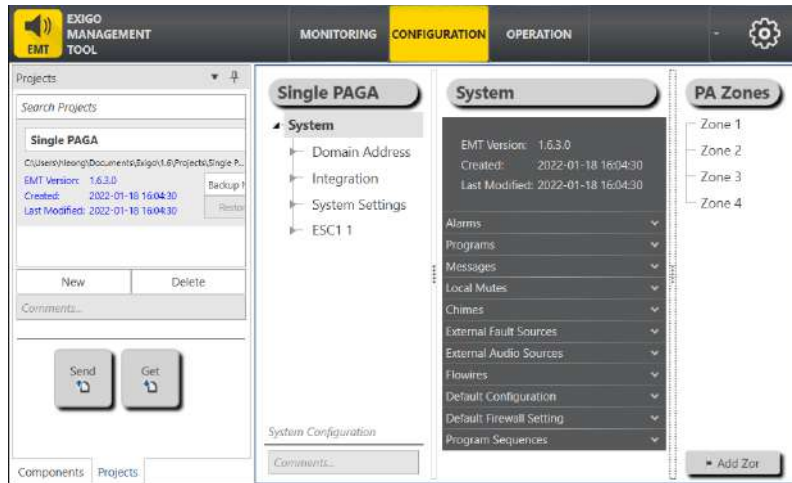 EXIGO
MANAGEMENT
TOOL
EMT
MONITORING
CONFIGURATION
OPERATION
Projects
Search Projects
Single PAGA
EMT Version: 1.6.3.0
Created: 2022-01-18 16:04:30
Last Modified: 2022-01-18 16:04:30
Backup
New
Delete
Comments...
Send
Get
Components
Projects
Single PAGA
System
Domain Address
Integration
System Settings
ESC1 1
System Configuration
Comments...
System
EMT Version: 1.6.3.0
Created: 2022-01-18 16:04:30
Last Modified: 2022-01-18 16:04:30
Alarms
Programs
Messages
Local Mutes
Chimes
External Fault Sources
External Audio Sources
Flowires
Default Configuration
Default Firewall Setting
Program Sequences
PA Zones
Zone 1
Zone 2
Zone 3
Zone 4
Add Zor